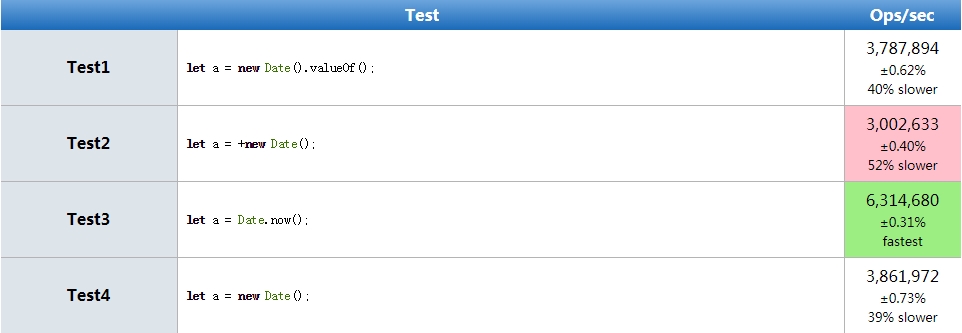 Test Ops/sec
Test1 let a = new Date().valueOf(); 3,787,894
±0.62%
40% slower
Test2 let a = +new Date(); 3,002,633
±0.40%
52% slower
Test3 let a = Date.now(); 6,314,680
±0.31%
fastest
Test4 let a = new Date(); 3,861,972
±0.73%
39% slower